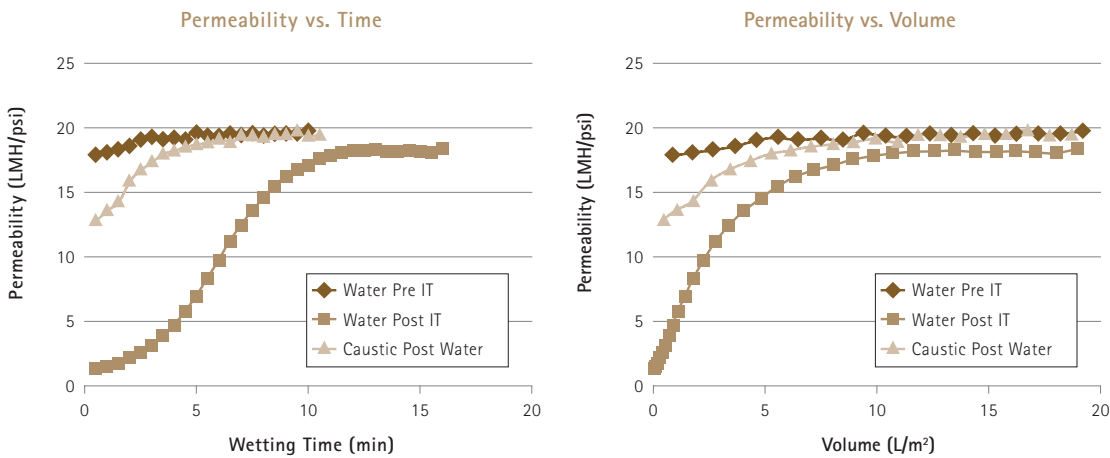 Permeability vs. Time
Permeability (LMH/psi)
25
20
15
10
5
0
Water Pre IT
Water Post IT
Caustic Post Water
0
5
10
15
20
Wetting Time (min)
Permeability vs. Volume
Permeability (LMH/psi)
25
20
15
10
5
0
Water Pre IT
Water Post IT
Caustic Post Water
0
5
10
15
20
Volume (L/m²)